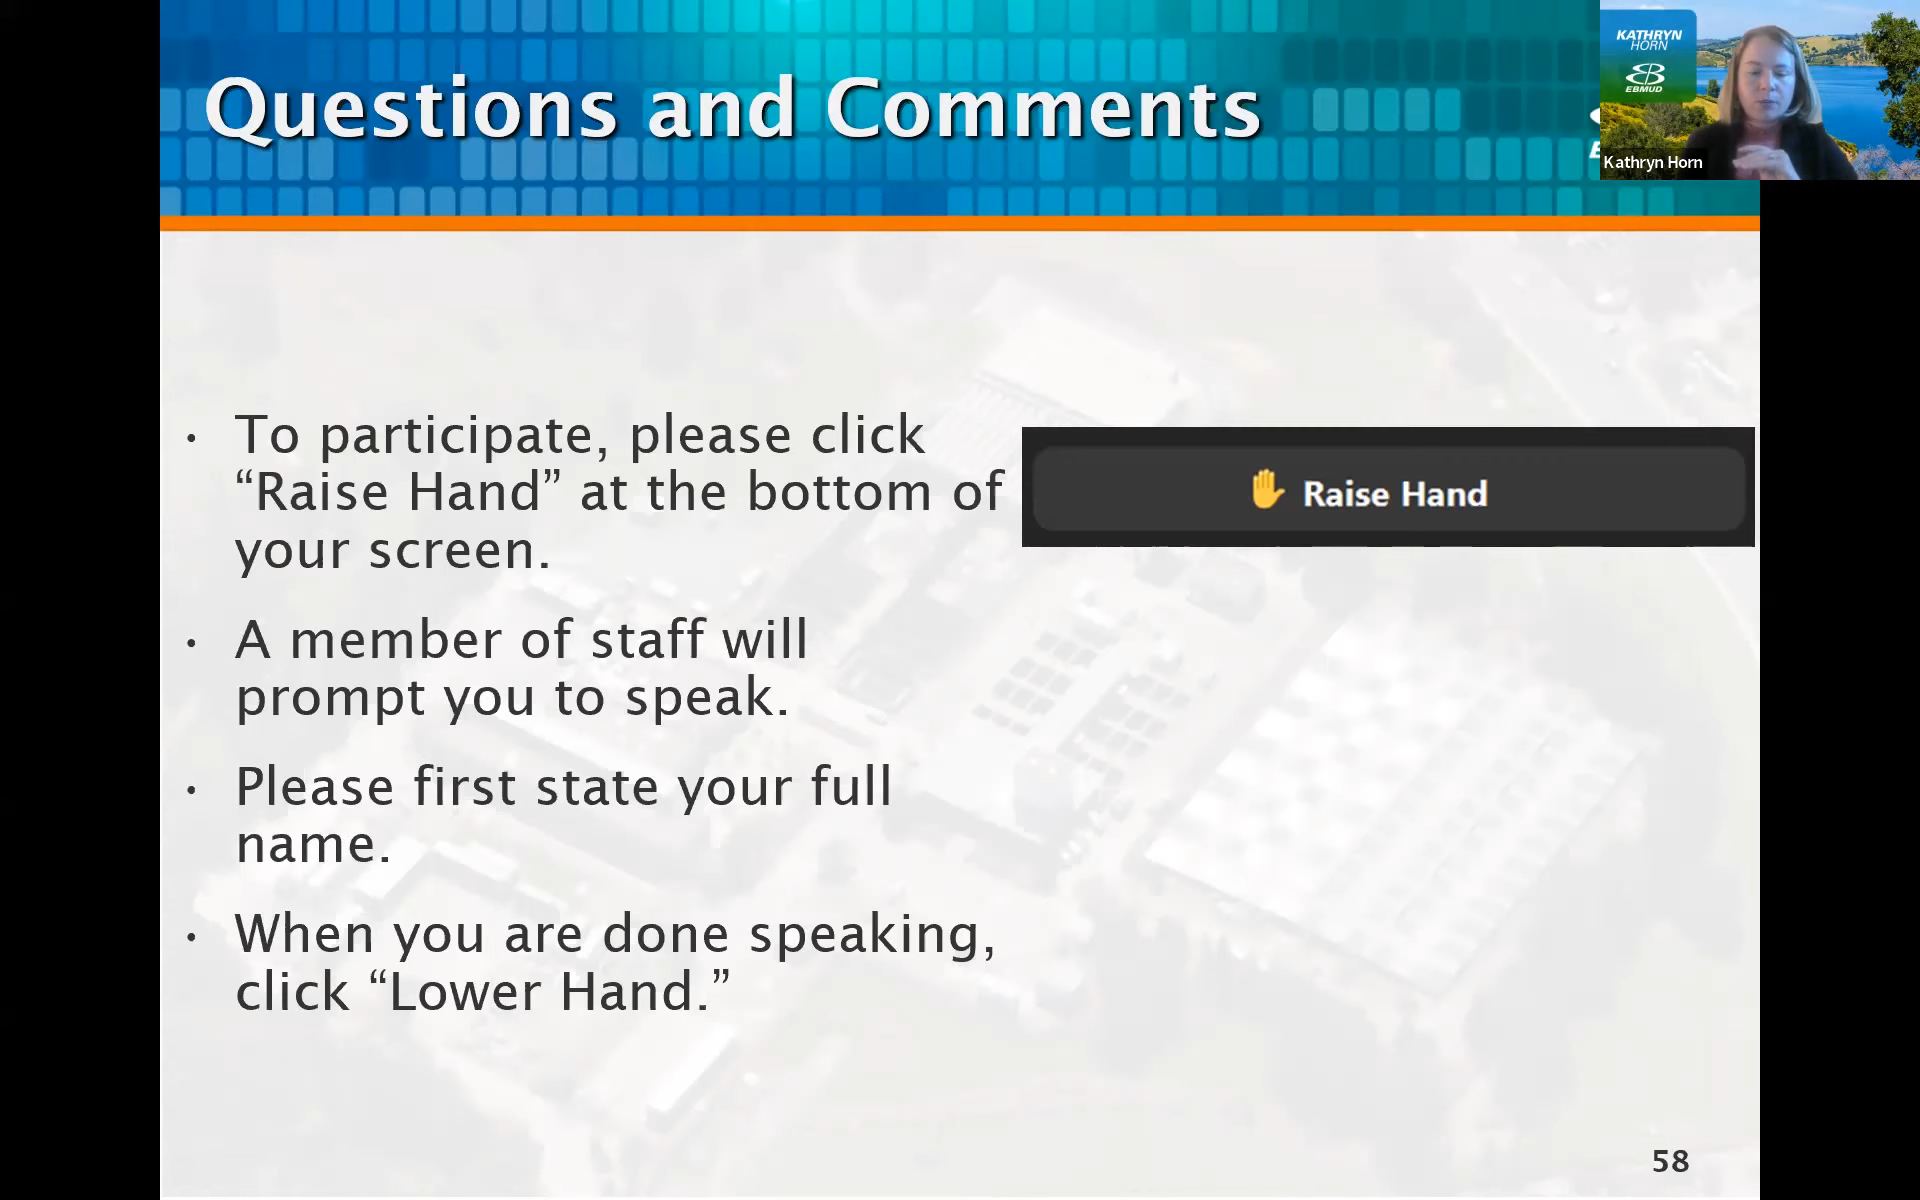 Questions and Comments
KATHRYN
HORN
EBMUD
Kathryn Horn
• To participate, please click
“Raise Hand” at the bottom of
your screen.
✋ Raise Hand
• A member of staff will
prompt you to speak.
• Please first state your full
name.
• When you are done speaking,
click “Lower Hand.”
58